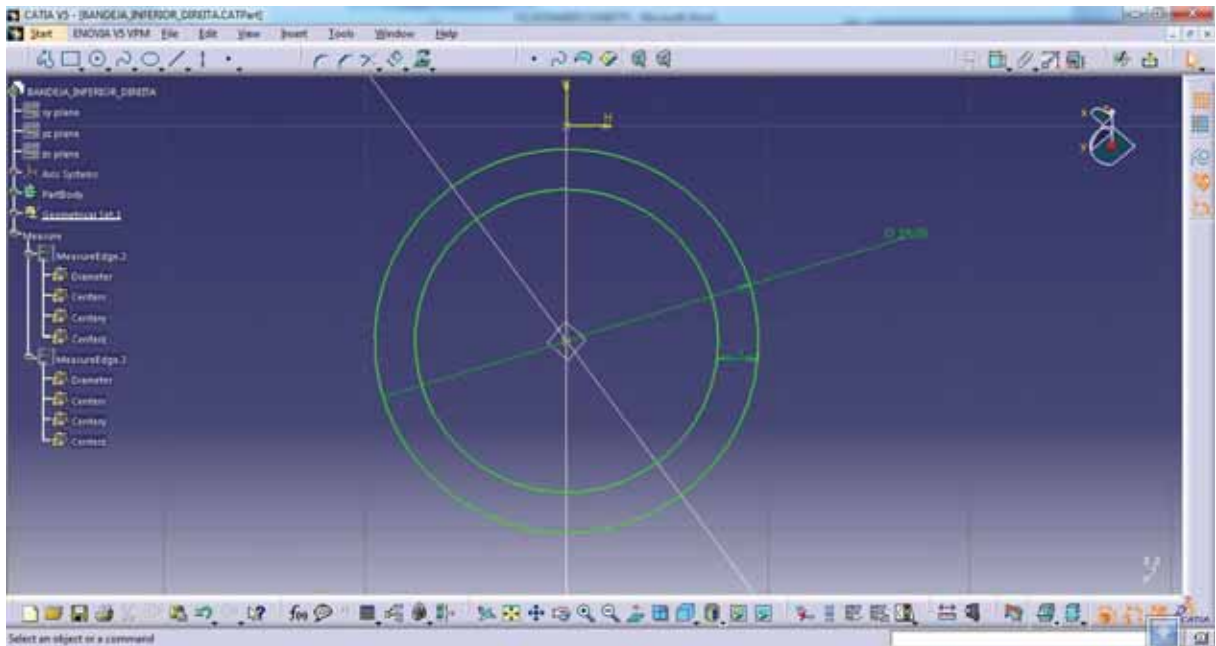 CATIA V5 - [BANDEJA_INFERIOR_DIREITA.CATPart]
Start ENOVIA V5 VPM File Edit View Insert Tools Window Help
BANDEJA_INFERIOR_DIREITA
xy plane
yz plane
zx plane
Axis Systems
PartBody
Geometrical Set.1
Measure
MeasureEdge.2
Diameter
Centerx
Centery
Centerz
MeasureEdge.3
Diameter
Centerx
Centery
Centerz
V
H
x
y
f(x)
CATIA
Select an object or a command